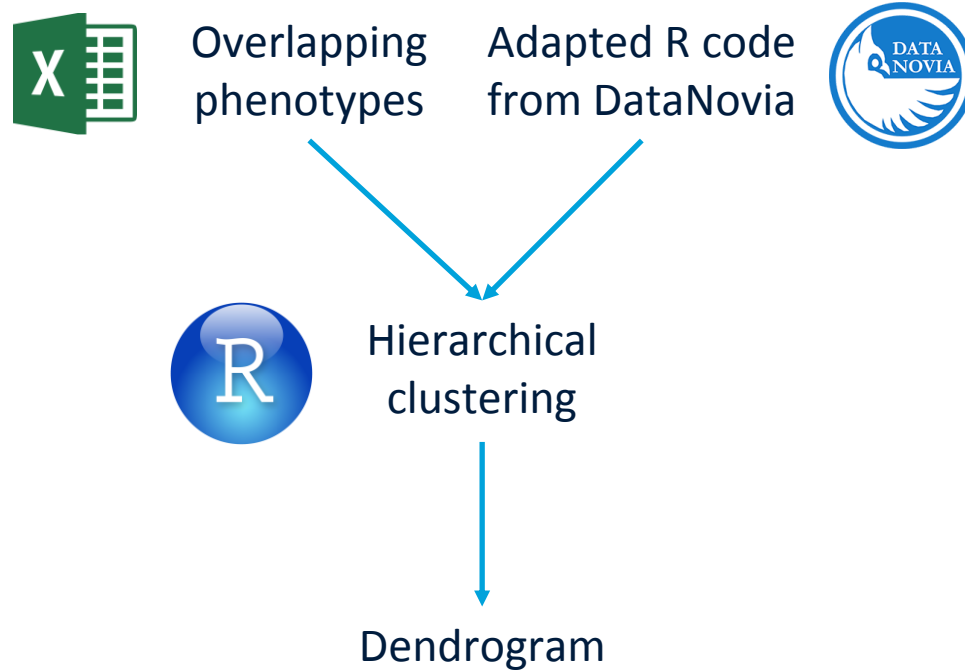 X
Overlapping
phenotypes
Adapted R code
from DataNovia
DATA
NOVIA
R
Hierarchical
clustering
Dendrogram